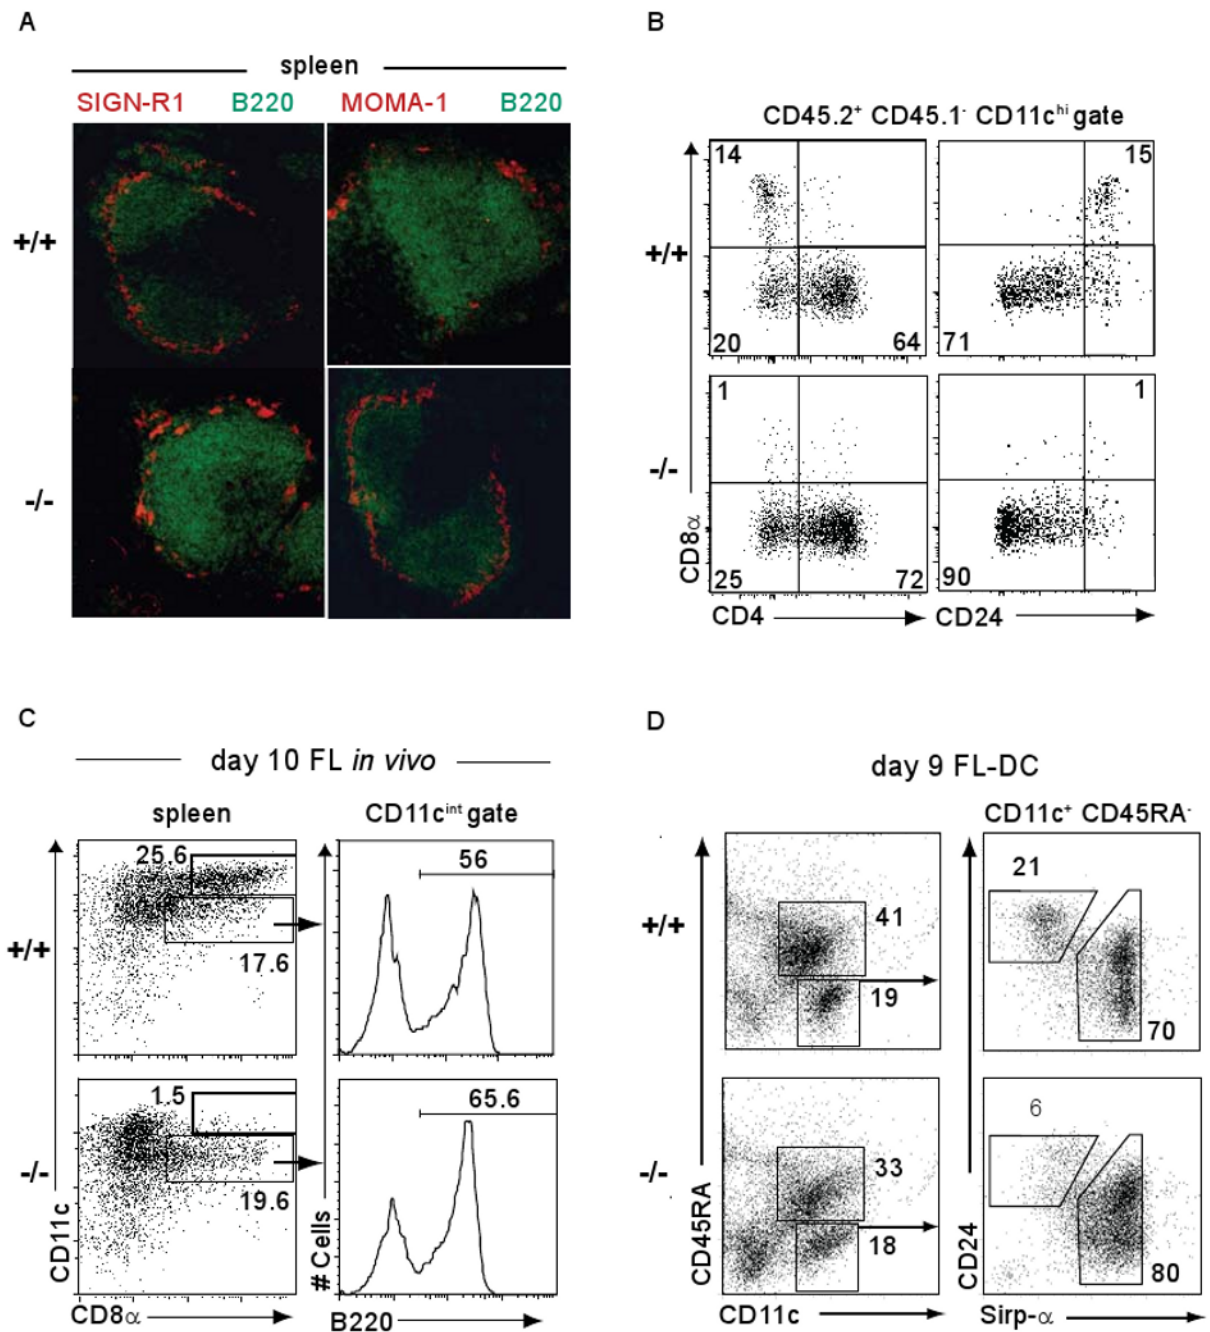 A
spleen
SIGN-R1 B220 MOMA-1 B220
+/+
-/-
B
CD45.2⁺ CD45.1⁻ CD11cʰⁱ gate
14
15
+/+
20
64
71
1
1
-/-
25
72
90
CD8α
CD4
CD24
C
day 10 FL in vivo
spleen
CD11cⁱⁿᵗ gate
25.6
56
+/+
17.6
1.5
65.6
-/-
19.6
CD11c
# Cells
CD8α
B220
D
day 9 FL-DC
CD11c⁺ CD45RA⁻
21
+/+
41
19
70
6
-/-
33
18
80
CD45RA
CD24
CD11c
Sirp-α